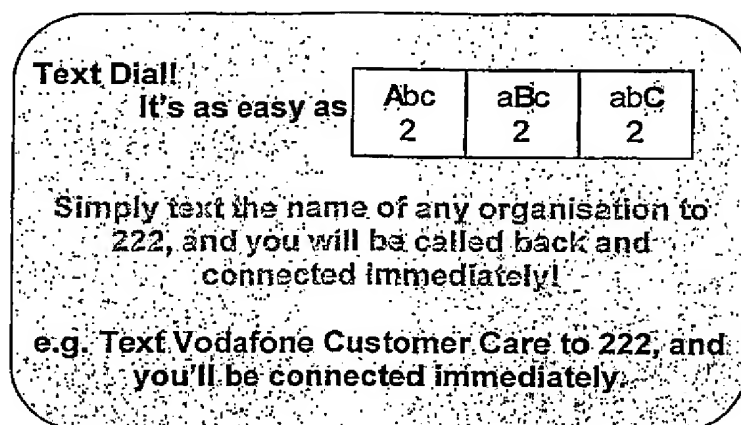 Text Dial!
It's as easy as Abc aBc abC
2 2 2
Simply text the name of any organisation to
222, and you will be called back and
connected immediately!
e.g. Text Vodafone Customer Care to 222, and
you'll be connected immediately.